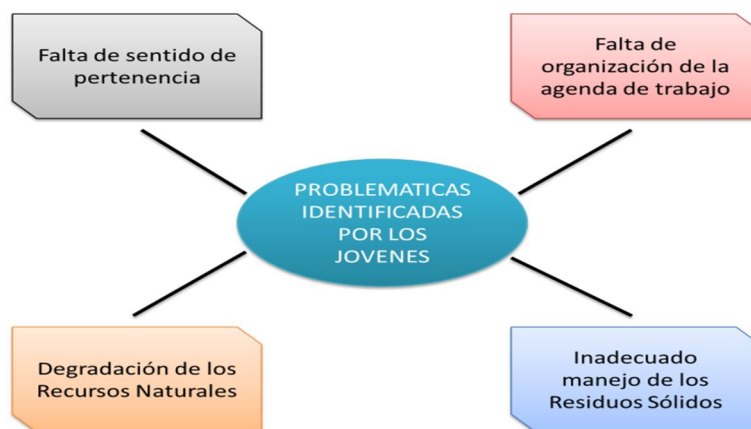 Falta de sentido de
pertenencia
Falta de
organización de la
agenda de trabajo
PROBLEMATICAS
IDENTIFICADAS
POR LOS
JOVENES
Degradación de los
Recursos Naturales
Inadecuado
manejo de los
Residuos Sólidos